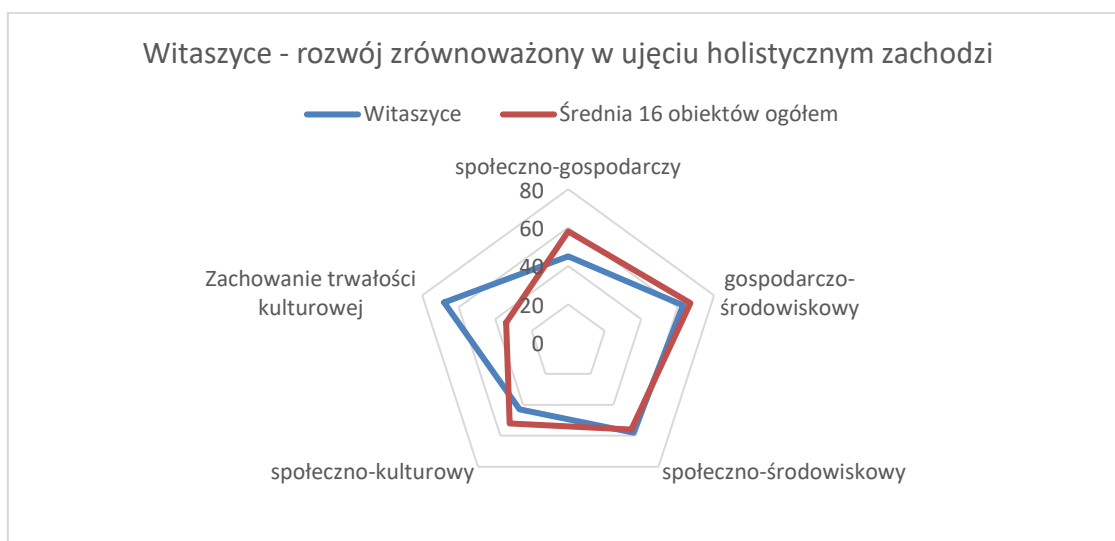 Witaszyce - rozwój zrównoważony w ujęciu holistycznym zachodzi
Witaszyce
Średnia 16 obiektów ogółem
społeczno-gospodarczy
80
60
40
20
0
gospodarczo-
środowiskowy
społeczno-środowiskowy
społeczno-kulturowy
Zachowanie trwałości
kulturowej